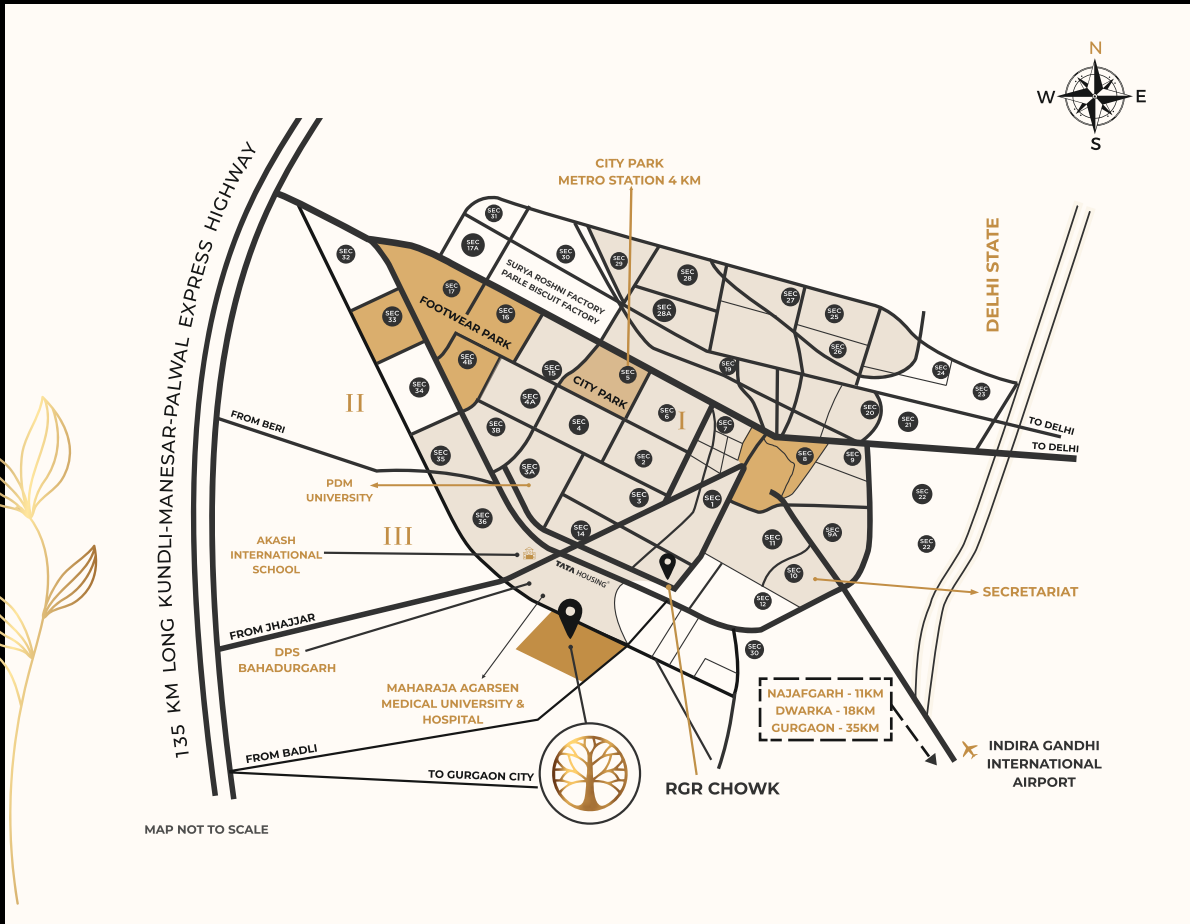 N
W
E
S
135 KM LONG KUNDLI-MANESAR-PALWAL EXPRESS HIGHWAY
CITY PARK
METRO STATION 4 KM
DELHI STATE
SEC
31
SEC
17A
SEC
30
SEC
32
SEC
29
SEC
28
SURYA ROSHNI FACTORY
PARLE BISCUIT FACTORY
SEC
17
SEC
27
SEC
28A
SEC
25
SEC
33
FOOTWEAR PARK
SEC
16
SEC
26
SEC
4B
SEC
15
SEC
19
SEC
24
SEC
5
CITY PARK
SEC
34
SEC
23
II
SEC
4A
SEC
6
I
SEC
20
SEC
21
FROM BERI
SEC
3B
SEC
4
SEC
7
TO DELHI
TO DELHI
SEC
35
SEC
2
SEC
8
SEC
9
SEC
3A
PDM
UNIVERSITY
SEC
3
SEC
1
SEC
22
SEC
36
III
SEC
14
SEC
11
SEC
9A
SEC
22
AKASH
INTERNATIONAL
SCHOOL
TATA HOUSING
SEC
10
SEC
12
SECRETARIAT
FROM JHAJJAR
SEC
30
DPS
BAHADURGARH
MAHARAJA AGARSEN
MEDICAL UNIVERSITY &
HOSPITAL
NAJAFGARH - 11KM
DWARKA - 18KM
GURGAON - 35KM
FROM BADLI
TO GURGAON CITY
RGR CHOWK
INDIRA GANDHI
INTERNATIONAL
AIRPORT
MAP NOT TO SCALE